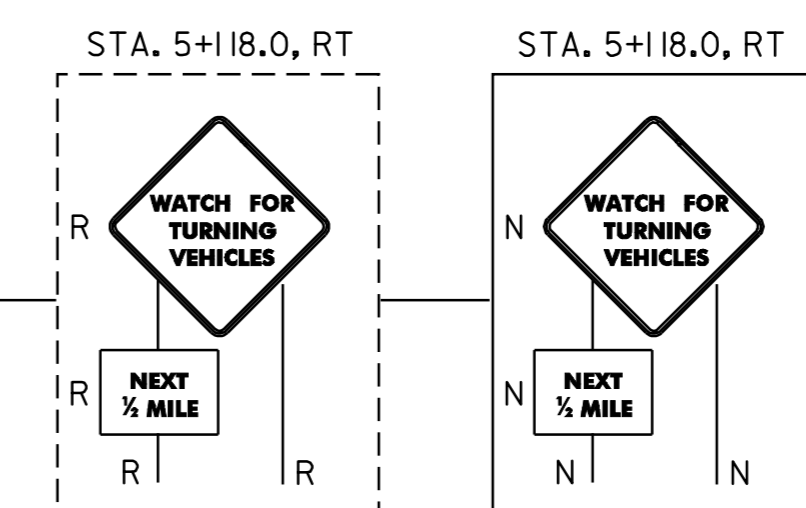 STA. 5+118.0, RT
R
WATCH FOR
TURNING
VEHICLES
R
NEXT
½ MILE
R
R
STA. 5+118.0, RT
N
WATCH FOR
TURNING
VEHICLES
N
NEXT
½ MILE
N
N